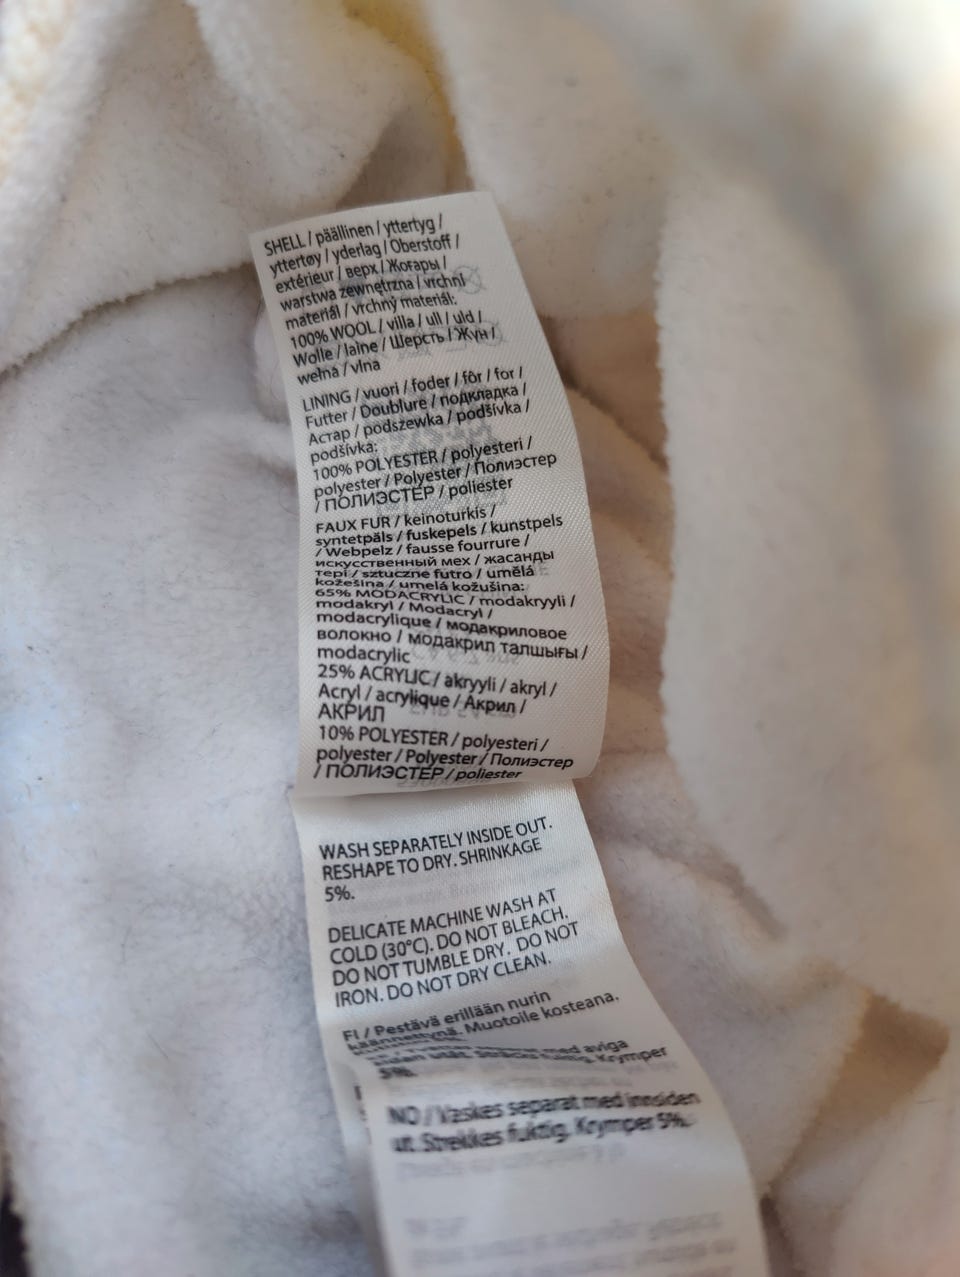 SHELL / päällinen / yttertyg /
yttertøy / yderlag / Oberstoff /
extérieur / верх / Жоғары /
warstwa zewnętrzna / vrchní
materiál / vrchný materiál:
100% WOOL / villa / ull / uld /
Wolle / laine / Шерсть / Жүн /
wełna / vlna
LINING / vuori / foder / fôr / for /
Futter / Doublure / подкладка /
Астар / podszewka / podšívka /
podšívka:
100% POLYESTER / polyesteri /
polyester / Polyester / Полиэстер
/ ПОЛИЭСТЕР / poliester
FAUX FUR / keinoturkis /
syntetpäls / fuskepels / kunstpels
/ Webpelz / fausse fourrure /
искусственный мех / жасанды
тері / sztuczne futro / umělá
kožešina / umelá kožušina:
65% MODACRYLIC / modakryyli /
modakryl / Modacryl /
modacrylique / модакриловое
волокно / модакрил талшығы /
modacrylic
25% ACRYLIC / akryyli / akryl /
Acryl / acrylique / Акрил /
АКРИЛ
10% POLYESTER / polyesteri /
polyester / Polyester / Полиэстер
/ ПОЛИЭСТЕР / poliester
WASH SEPARATELY INSIDE OUT.
RESHAPE TO DRY. SHRINKAGE
5%.
DELICATE MACHINE WASH AT
COLD (30°C). DO NOT BLEACH.
DO NOT TUMBLE DRY. DO NOT
IRON. DO NOT DRY CLEAN.
FI / Pestävä erillään nurin
käännettynä. Muotoile kosteana.
med aviga
Krymper
5%.
NO / Vaskes separat med innsiden
ut. Strekkes fuktig. Krymper 5%.